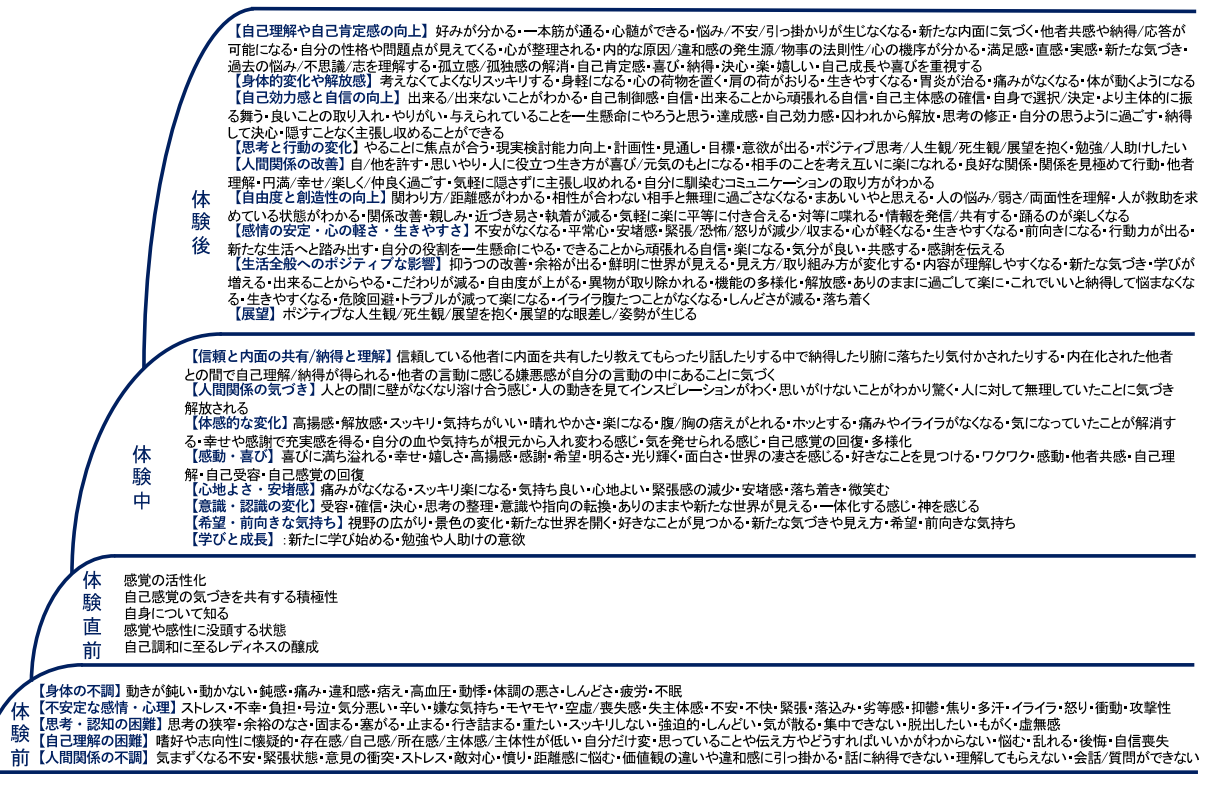 【自己理解や自己肯定感の向上】 好みが分かる・一本筋が通る・心髄ができる・悩み/不安/引っ掛かりが生じなくなる・新たな内面に気づく・他者共感や納得/応答が
可能になる・自分の性格や問題点が見えてくる・心が整理される・内的な原因/違和感の発生源/物事の法則性/心の機序が分かる・満足感・直感・実感・新たな気づき・
過去の悩み/不思議/志を理解する・孤立感/孤独感の解消・自己肯定感・喜び・納得・決心・楽・嬉しい・自己成長や喜びを重視する
【身体的変化や解放感】 考えなくてよくなりスッキリする・身軽になる・心の荷物を置く・肩の荷がおりる・生きやすくなる・胃炎が治る・痛みがなくなる・体が動くようになる
【自己効力感と自信の向上】 出来る/出来ないことがわかる・自己制御感・自信・出来ることから頑張れる自信・自己主体感の確信・自身で選択/決定・より主体的に振
る舞う・良いことの取り入れ・やりがい・与えられていることを一生懸命にやろうと思う・達成感・自己効力感・囚われから解放・思考の修正・自分の思うように過ごす・納得
して決心・隠すことなく主張し収めることができる
【思考と行動の変化】 やることに焦点が合う・現実検討能力向上・計画性・見通し・目標・意欲が出る・ポジティブ思考/人生観/死生観/展望を抱く・勉強/人助けしたい
【人間関係の改善】 自/他を許す・思いやり・人に役立つ生き方が喜び/元気のもとになる・相手のことを考え互いに楽になれる・良好な関係・関係を見極めて行動・他者
理解・円満/幸せ/楽しく/仲良く過ごす・気軽に隠さずに主張し収めれる・自分に馴染むコミュニケーションの取り方がわかる
【自由度と創造性の向上】 関わり方/距離感がわかる・相性が合わない相手と無理に過ごさなくなる・まあいいやと思える・人の悩み/弱さ/両面性を理解・人が救助を求
めている状態がわかる・関係改善・親しみ・近づき易さ・執着が減る・気軽に楽に平等に付き合える・対等に喋れる・情報を発信/共有する・踊るのが楽しくなる
【感情の安定・心の軽さ・生きやすさ】 不安がなくなる・平常心・安堵感・緊張/恐怖/怒りが減少/収まる・心が軽くなる・生きやすくなる・前向きになる・行動力が出る・
新たな生活へと踏み出す・自分の役割を一生懸命にやる・できることから頑張れる自信・楽になる・気分が良い・共感する・感謝を伝える
【生活全般へのポジティブな影響】 抑うつの改善・余裕が出る・鮮明に世界が見える・見え方/取り組み方が変化する・内容が理解しやすくなる・新たな気づき・学びが
増える・出来ることからやる・こだわりが減る・自由度が上がる・異物が取り除かれる・機能の多様化・解放感・ありのままに過ごして楽に・これでいいと納得して悩まなくな
る・生きやすくなる・危険回避・トラブルが減って楽になる・イライラ腹たつことがなくなる・しんどさが減る・落ち着く
【展望】 ポジティブな人生観/死生観/展望を抱く・展望的な眼差し/姿勢が生じる
体験後
【信頼と内面の共有/納得と理解】 信頼している他者に内面を共有したり教えてもらったり話したりする中で納得したり腑に落ちたり気付かされたりする・内在化された他者
との間で自己理解/納得が得られる・他者の言動に感じる嫌悪感が自分の言動の中にあることに気づく
【人間関係の気づき】 人との間に壁がなくなり溶け合う感じ・人の動きを見てインスピレーションがわく・思いがけないことがわかり驚く・人に対して無理していたことに気づき
解放される
【体感的な変化】 高揚感・解放感・スッキリ・気持ちがいい・晴れやかさ・楽になる・腹/胸の痞えがとれる・ホッとする・痛みやイライラがなくなる・気になっていたことが解消す
る・幸せや感謝で充実感を得る・自分の血や気持ちが根元から入れ変わる感じ・気を発せられる感じ・自己感覚の回復・多様化
【感動・喜び】 喜びに満ち溢れる・幸せ・嬉しさ・高揚感・感謝・希望・明るさ・光り輝く・面白さ・世界の凄さを感じる・好きなことを見つける・ワクワク・感動・他者共感・自己理
解・自己受容・自己感覚の回復
【心地よさ・安堵感】 痛みがなくなる・スッキリ楽になる・気持ち良い・心地よい・緊張感の減少・安堵感・落ち着き・微笑む
【意識・認識の変化】 受容・確信・決心・思考の整理・意識や指向の転換・ありのままや新たな世界が見える・一体化する感じ・神を感じる
【希望・前向きな気持ち】 視野の広がり・景色の変化・新たな世界を開く・好きなことが見つかる・新たな気づきや見え方・希望・前向きな気持ち
【学びと成長】 :新たに学び始める・勉強や人助けの意欲
体験中
感覚の活性化
自己感覚の気づきを共有する積極性
自身について知る
感覚や感性に没頭する状態
自己調和に至るレディネスの醸成
体験直前
【身体の不調】 動きが鈍い・動かない・鈍感・痛み・違和感・痞え・高血圧・動悸・体調の悪さ・しんどさ・疲労・不眠
【不安定な感情・心理】 ストレス・不幸・負担・号泣・気分悪い・辛い・嫌な気持ち・モヤモヤ・空虚/喪失感・失主体感・不安・不快・緊張・落込み・劣等感・抑鬱・焦り・多汗・イライラ・怒り・衝動・攻撃性
【思考・認知の困難】 思考の狭窄・余裕のなさ・固まる・塞がる・止まる・行き詰まる・重たい・スッキリしない・強迫的・しんどい・気が散る・集中できない・脱出したい・もがく・虚無感
【自己理解の困難】 嗜好や志向性に懐疑的・存在感/自己感/所在感/主体感/主体性が低い・自分だけ変・思っていることや伝え方やどうすればいいかがわからない・悩む・乱れる・後悔・自信喪失
【人間関係の不調】 気まずくなる不安・緊張状態・意見の衝突・ストレス・敵対心・憤り・距離感に悩む・価値観の違いや違和感に引っ掛かる・話に納得できない・理解してもらえない・会話/質問ができない
体験前